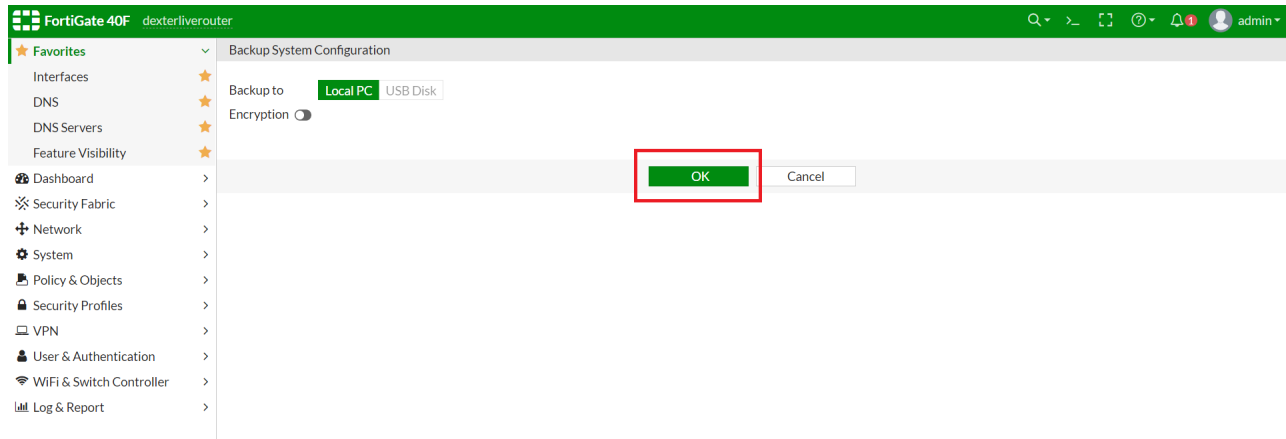 FortiGate 40F dexterliverouter
>_ 1 admin
Favorites
Interfaces
DNS
DNS Servers
Feature Visibility
Dashboard
Security Fabric
Network
System
Policy & Objects
Security Profiles
VPN
User & Authentication
WiFi & Switch Controller
Log & Report
Backup System Configuration
Backup to Local PC USB Disk
Encryption
OK Cancel